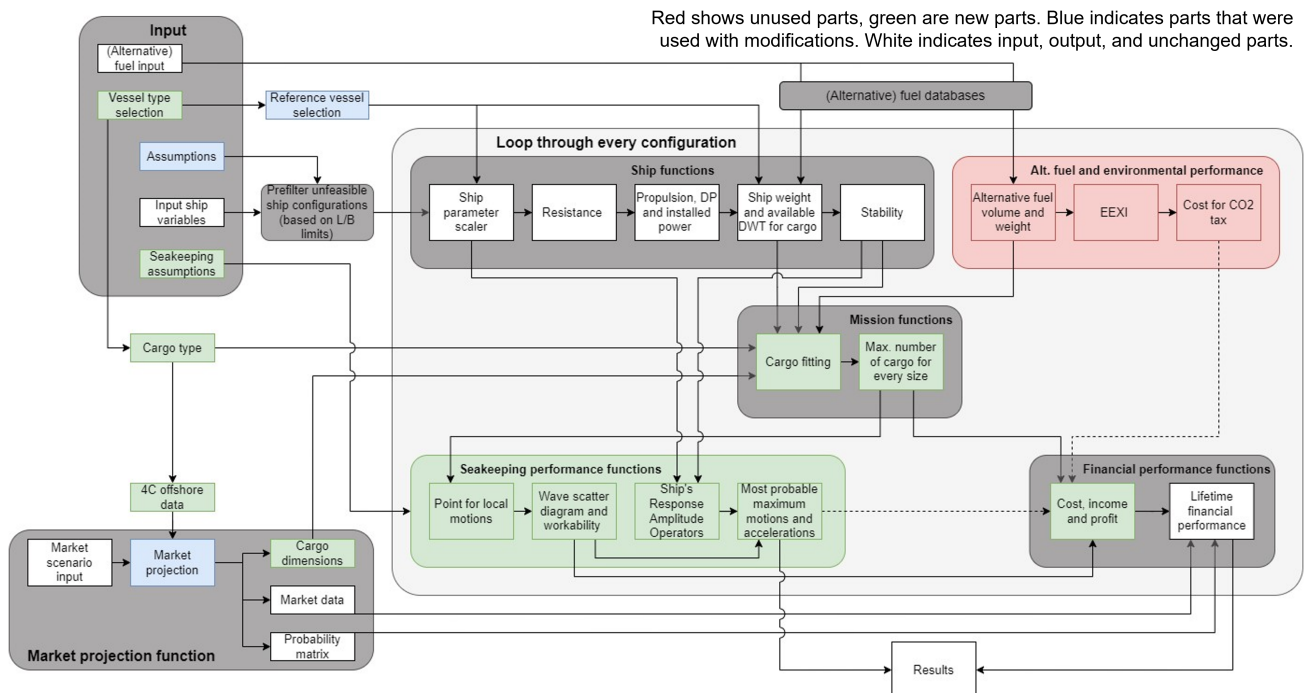 Red shows unused parts, green are new parts. Blue indicates parts that were
used with modifications. White indicates input, output, and unchanged parts.
Input
(Alternative)
fuel input
Vessel type
selection
Reference vessel
selection
(Alternative) fuel databases
Assumptions
Input ship
variables
Prefilter unfeasible
ship configurations
(based on L/B
limits)
Seakeeping
assumptions
Loop through every configuration
Ship functions
Ship
parameter
scaler
Resistance
Propulsion, DP
and installed
power
Ship weight
and available
DWT for cargo
Stability
Alt. fuel and environmental performance
Alternative fuel
volume and
weight
EEXI
Cost for CO2
tax
Mission functions
Cargo fitting
Max. number
of cargo for
every size
Cargo type
4C offshore
data
Seakeeping performance functions
Point for local
motions
Wave scatter
diagram and
workability
Ship's
Response
Amplitude
Operators
Most probable
maximum
motions and
accelerations
Financial performance functions
Cost, income
and profit
Lifetime
financial
performance
Market
scenario
input
Market
projection
Cargo
dimensions
Market data
Probability
matrix
Market projection function
Results